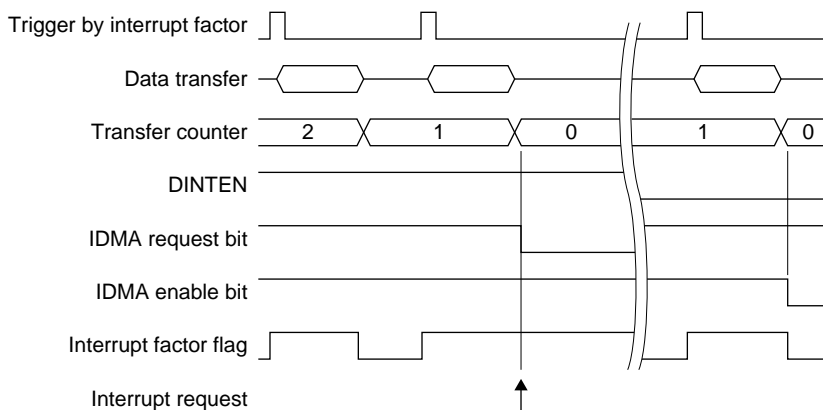 Trigger by interrupt factor
Data transfer
Transfer counter 2 1 0 1 0
DINTEN
IDMA request bit
IDMA enable bit
Interrupt factor flag
Interrupt request